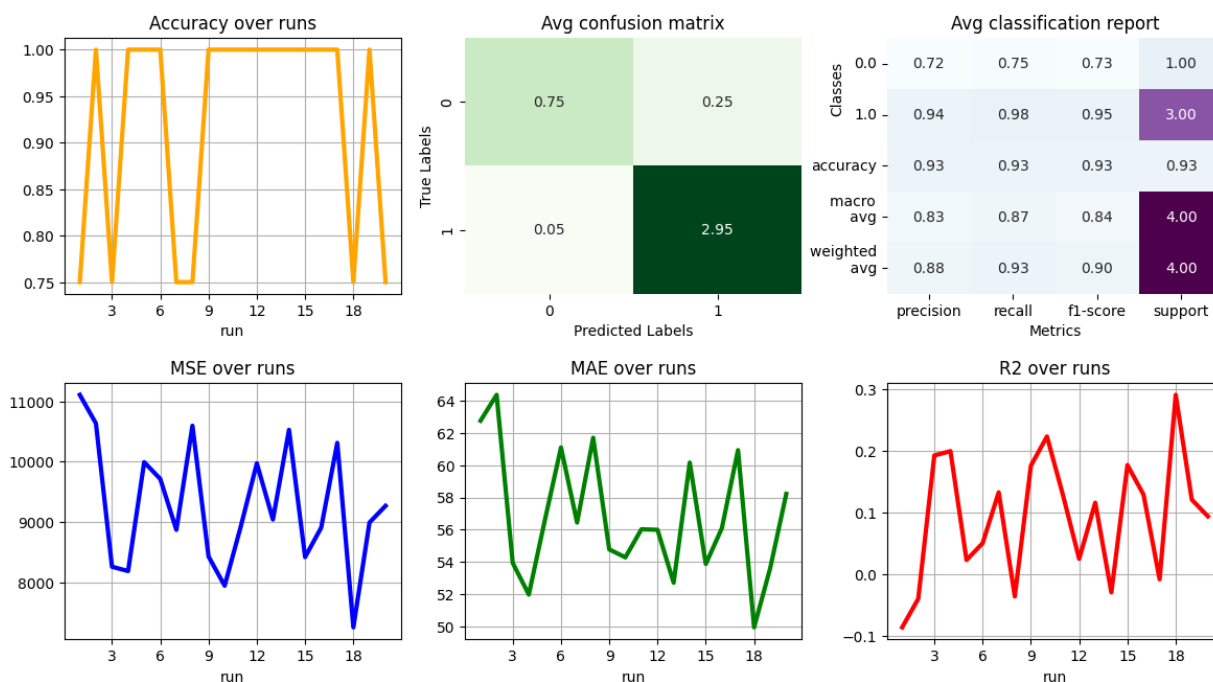 Accuracy over runs
1.00
0.95
0.90
0.85
0.80
0.75
3 6 9 12 15 18
run
Avg confusion matrix
True Labels
0 0.75 0.25
1 0.05 2.95
0 1
Predicted Labels
Avg classification report
Classes
0.0 0.72 0.75 0.73 1.00
1.0 0.94 0.98 0.95 3.00
accuracy 0.93 0.93 0.93 0.93
macro
avg 0.83 0.87 0.84 4.00
weighted
avg 0.88 0.93 0.90 4.00
precision recall f1-score support
Metrics
MSE over runs
11000
10000
9000
8000
3 6 9 12 15 18
run
MAE over runs
64
62
60
58
56
54
52
50
3 6 9 12 15 18
run
R2 over runs
0.3
0.2
0.1
0.0
−0.1
3 6 9 12 15 18
run